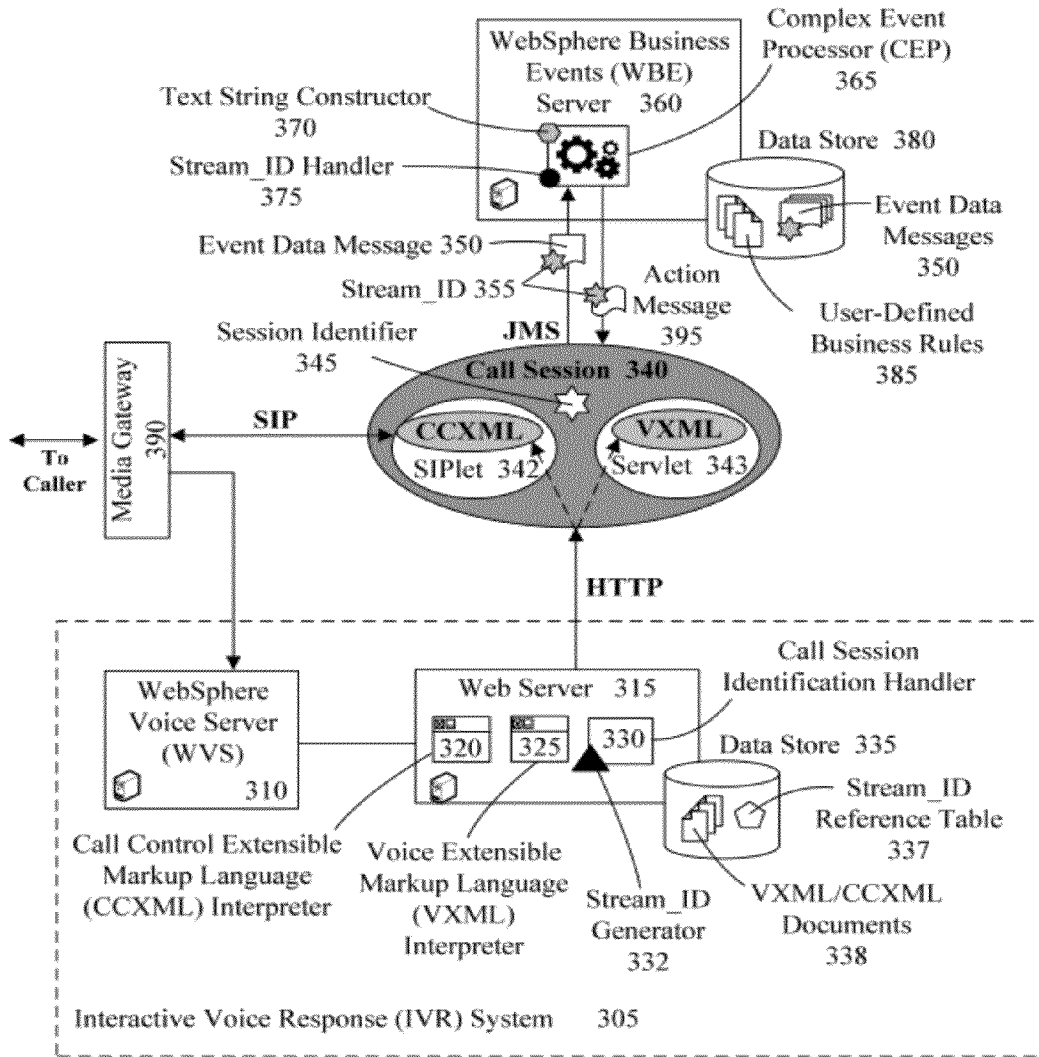 Complex Event
Processor (CEP)
365
WebSphere Business
Events (WBE)
Server 360
Text String Constructor
370
Stream_ID Handler
375
Data Store 380
Event Data
Messages
350
Event Data Message 350
Stream_ID 355
Action
Message
395
User-Defined
Business Rules
385
Session Identifier
345
JMS
Call Session 340
Media Gateway
390
SIP
CCXML
SIPlet 342
VXML
Servlet 343
To
Caller
HTTP
WebSphere
Voice Server
(WVS)
310
Web Server 315
320
325
330
Call Session
Identification Handler
Data Store 335
Stream_ID
Reference Table
337
Call Control Extensible
Markup Language
(CCXML) Interpreter
Voice Extensible
Markup Language
(VXML)
Interpreter
Stream_ID
Generator
332
VXML/CCXML
Documents
338
Interactive Voice Response (IVR) System 305